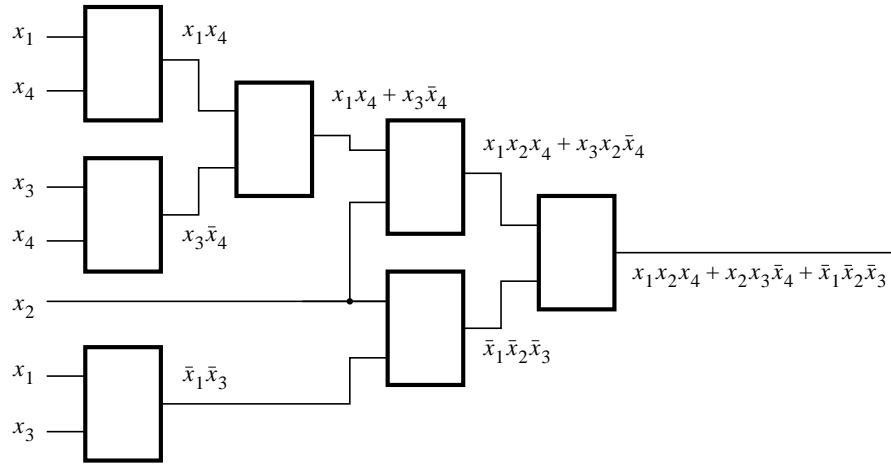 x₁
x₁x₄
x₄
x₁x₄ + x₃x̄₄
x₁x₂x₄ + x₃x₂x̄₄
x₃
x₄
x₃x̄₄
x₁x₂x₄ + x₂x₃x̄₄ + x̄₁x̄₂x̄₃
x₂
x̄₁x̄₂x̄₃
x₁
x̄₁x̄₃
x₃